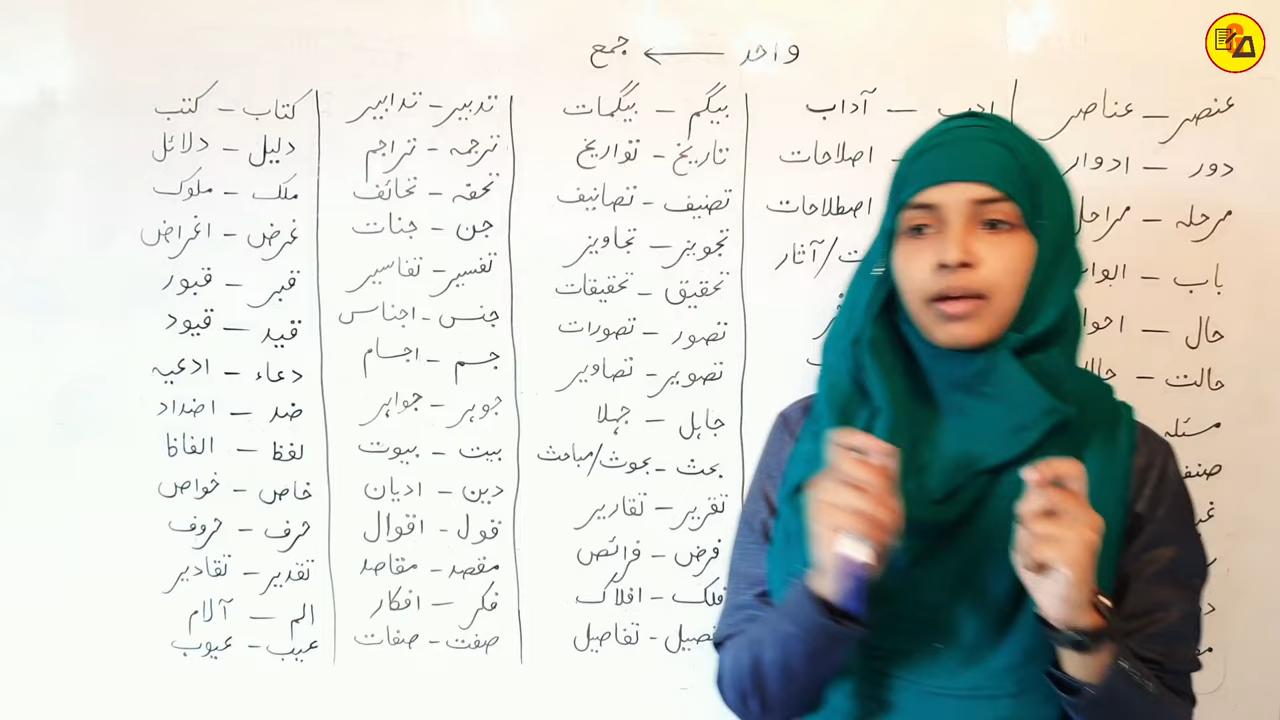 واحد ← جمع
عنصر - عناصر
دور - ادوار
مرحلہ - مراحل
باب - ابواب
حال -
حالت -
مسئلہ
ادب - آداب
اصلاحات
اصطلاحات
آثار
بیگم - بیگمات
تاریخ - تواریخ
تصنیف - تصانیف
تجویز - تجاویز
تحقیق - تحقیقات
تصور - تصورات
تصویر - تصاویر
جاہل - جہلا
بحث - بحوث/مباحث
تقریر - تقاریر
فرض - فرائض
فلک - افلاک
تفصیل - تفاصیل
تدبیر - تدابیر
ترجمہ - تراجم
تحفہ - تحائف
جن - جنات
تفسیر - تفاسیر
جنس - اجناس
جسم - اجسام
جوہر - جواہر
بیت - بیوت
دین - ادیان
قول - اقوال
مقصد - مقاصد
فکر - افکار
صفت - صفات
کتاب - کتب
دلیل - دلائل
ملک - ملوک
غرض - اغراض
قبر - قبور
قید - قیود
دعاء - ادعیہ
ضد - اضداد
لفظ - الفاظ
خاص - خواص
حرف - حروف
تقدیر - تقادیر
الم - آلام
عیب - عیوب